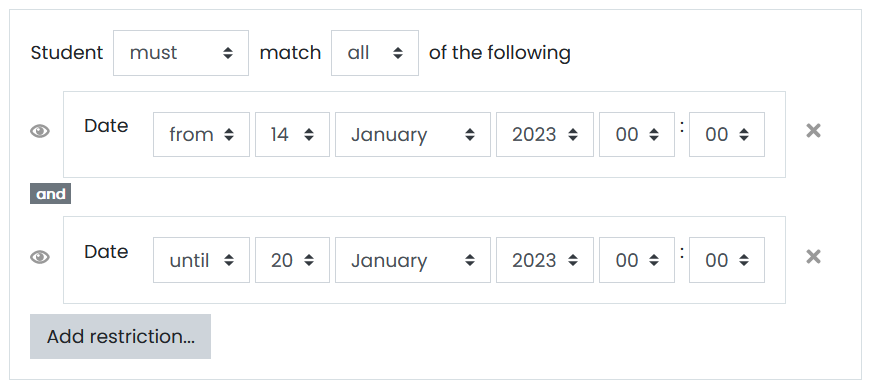 Student must match all of the following
Date from 14 January 2023 00 : 00
and
Date until 20 January 2023 00 : 00
Add restriction...